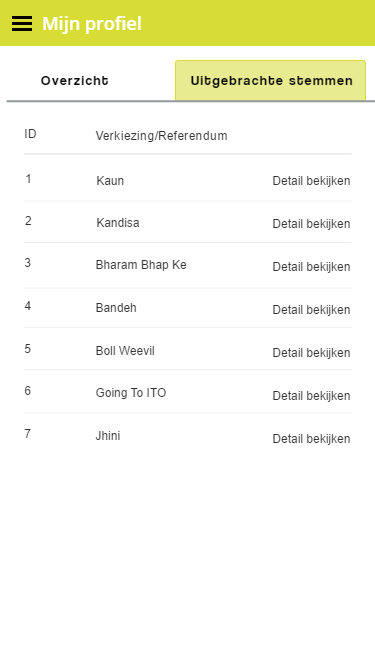 Mijn profiel
Overzicht Uitgebrachte stemmen
ID Verkiezing/Referendum
1 Kaun Detail bekijken
2 Kandisa Detail bekijken
3 Bharam Bhap Ke Detail bekijken
4 Bandeh Detail bekijken
5 Boll Weevil Detail bekijken
6 Going To ITO Detail bekijken
7 Jhini Detail bekijken